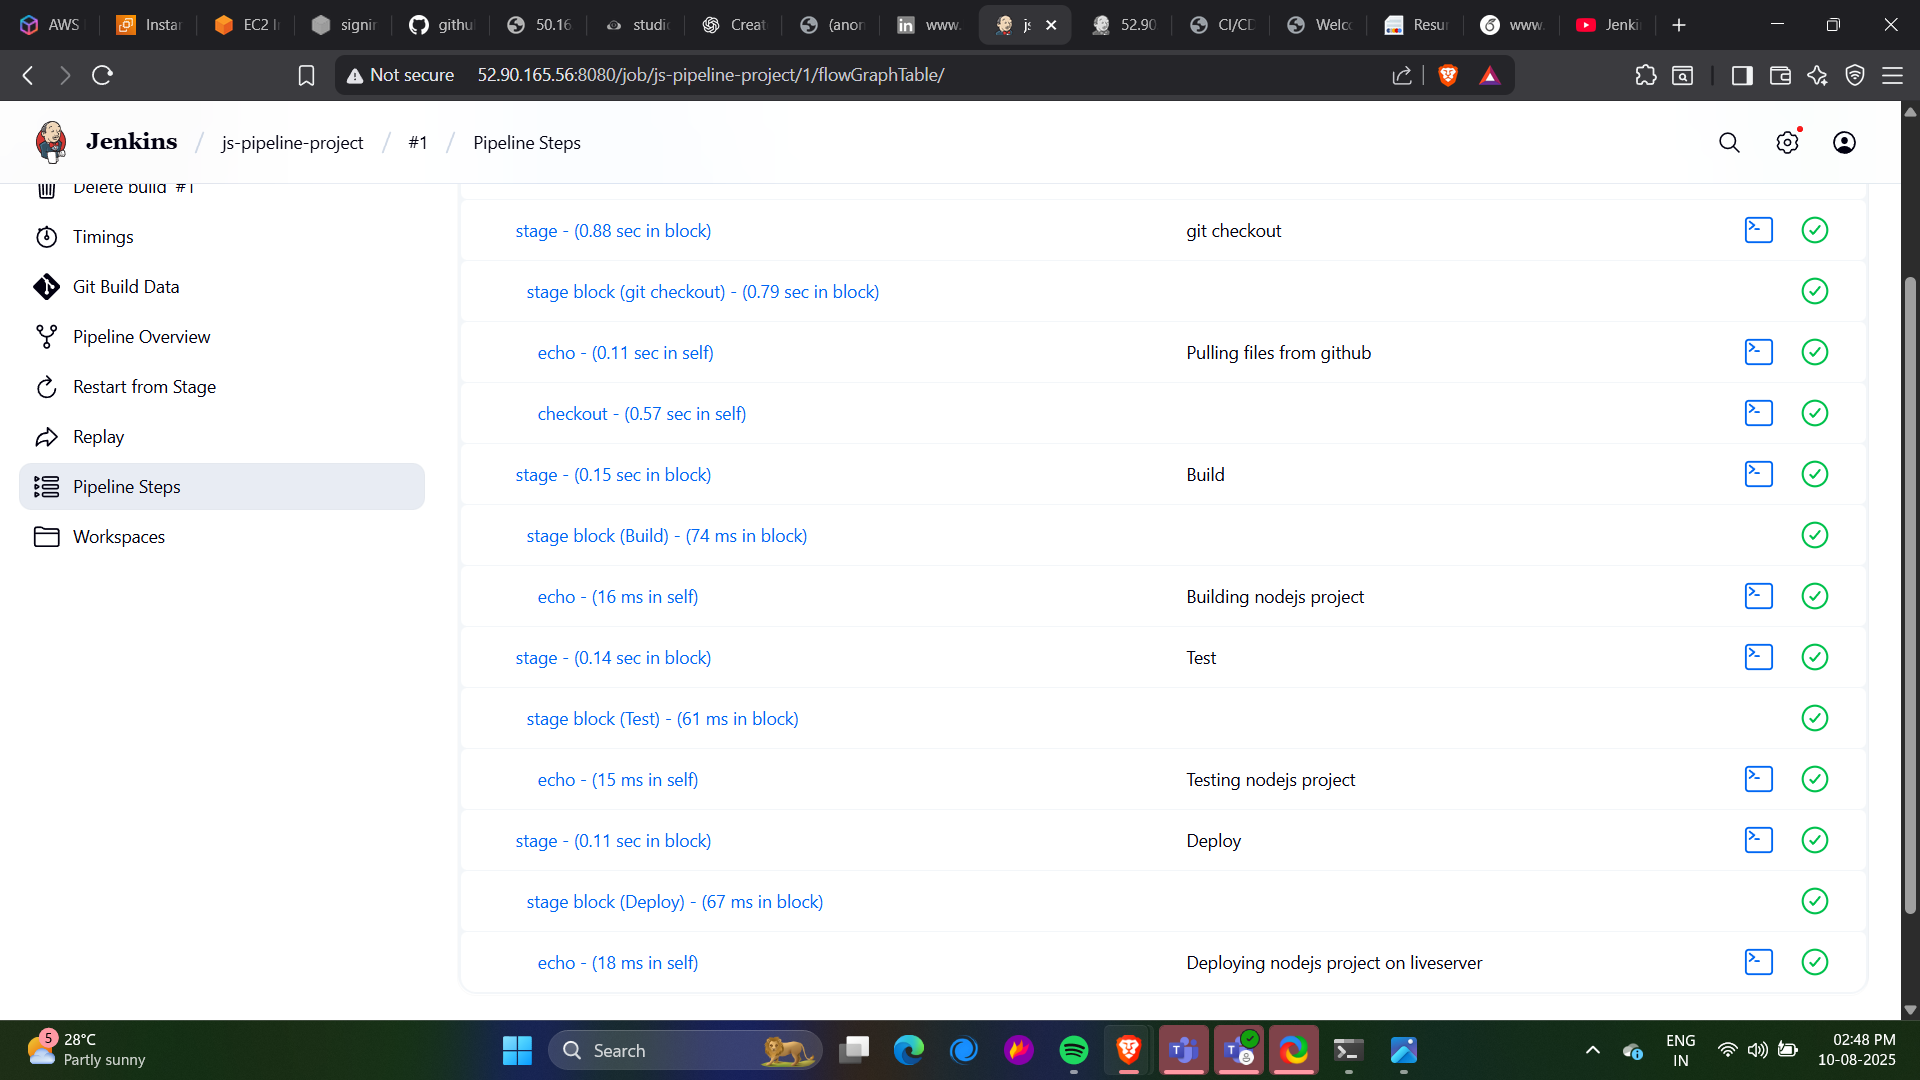 AWS
Instar
EC2 I
signir
githu
50.16
studi
Creat
(anon
www.
js
52.90
CI/CD
Welco
Resur
www.
Jenki
Not secure 52.90.165.56:8080/job/js-pipeline-project/1/flowGraphTable/
Jenkins / js-pipeline-project / #1 / Pipeline Steps
Delete build '#1'
Timings
Git Build Data
Pipeline Overview
Restart from Stage
Replay
Pipeline Steps
Workspaces
stage - (0.88 sec in block) git checkout
stage block (git checkout) - (0.79 sec in block)
echo - (0.11 sec in self) Pulling files from github
checkout - (0.57 sec in self)
stage - (0.15 sec in block) Build
stage block (Build) - (74 ms in block)
echo - (16 ms in self) Building nodejs project
stage - (0.14 sec in block) Test
stage block (Test) - (61 ms in block)
echo - (15 ms in self) Testing nodejs project
stage - (0.11 sec in block) Deploy
stage block (Deploy) - (67 ms in block)
echo - (18 ms in self) Deploying nodejs project on liveserver
5
28°C
Partly sunny
Search
ENG
IN
02:48 PM
10-08-2025